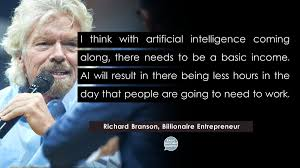 I think with artificial intelligence coming
along, there needs to be a basic income.
AI will result in there being less hours in the
day that people are going to need to work.
Richard Branson, Billionaire Entrepreneur